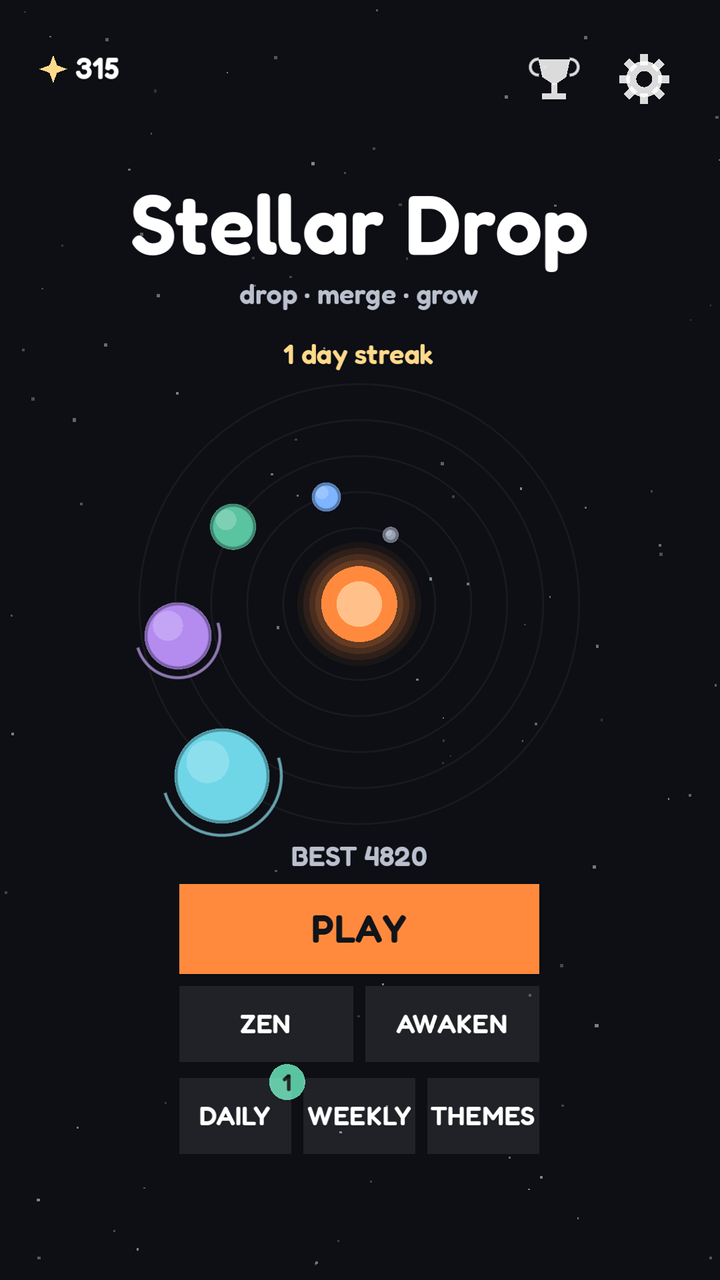 315
Stellar Drop
drop · merge · grow
1 day streak
BEST 4820
PLAY
ZEN
AWAKEN
1
DAILY
WEEKLY
THEMES